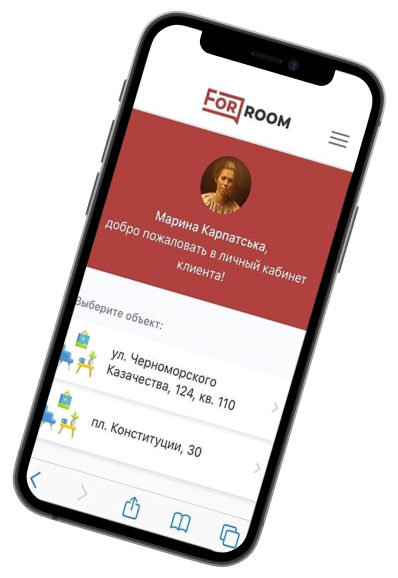 FOR ROOM
Марина Карпатська,
добро пожаловать в личный кабинет
клиента!
Выберите объект:
ул. Черноморского
Казачества, 124, кв. 110
пл. Конституции, 30